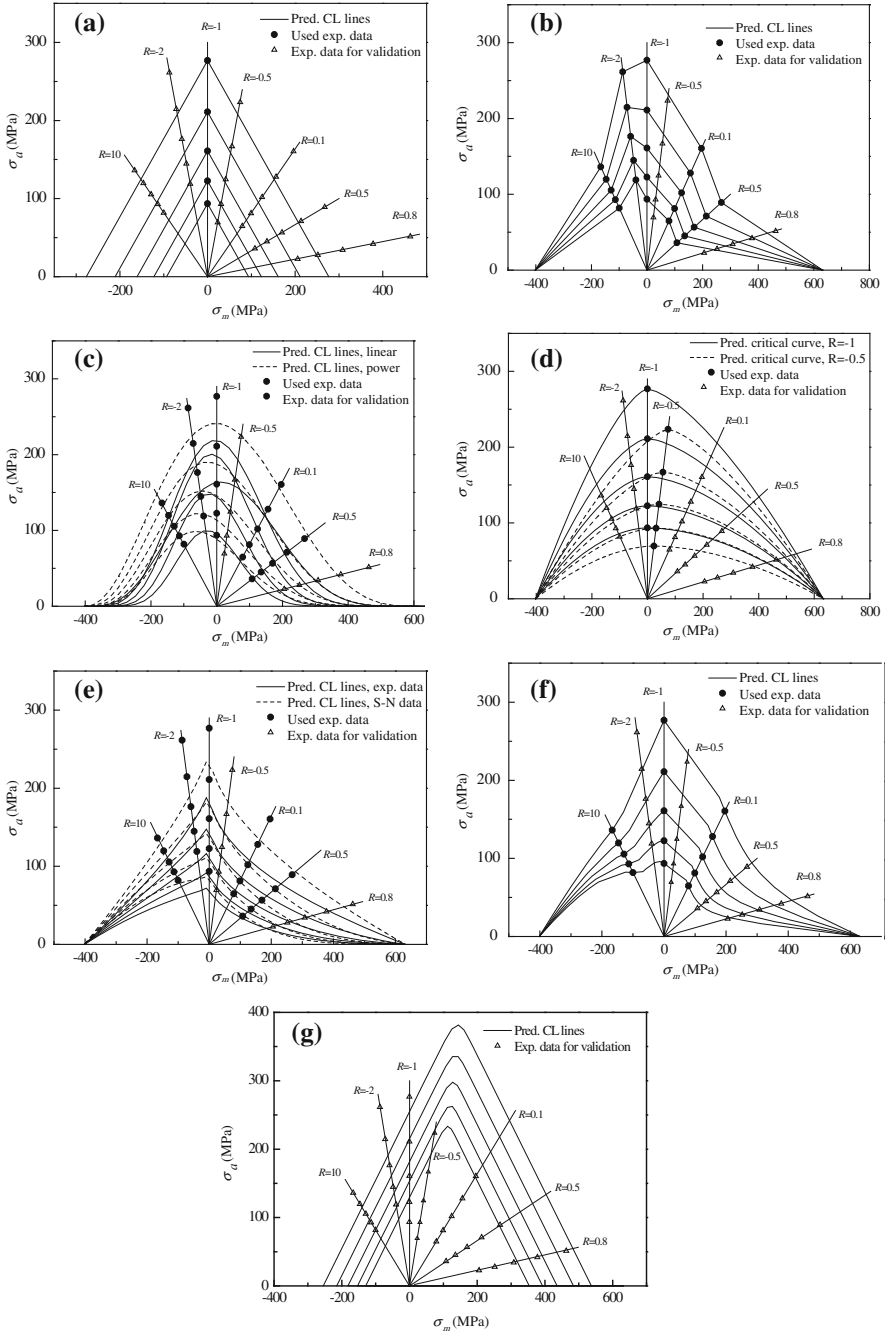 (a)
Pred. CL lines
Used exp. data
Exp. data for validation
R=-1
R=-2
R=-0.5
R=10
R=0.1
R=0.5
R=0.8
300
200
100
0
σa (MPa)
-200 0 200 400
σm (MPa)
(b)
Pred. CL lines
Used exp. data
Exp. data for validation
R=-1
R=-2
R=-0.5
R=10
R=0.1
R=0.5
R=0.8
300
200
100
0
σa (MPa)
-400 -200 0 200 400 600 800
σm (MPa)
(c)
Pred. CL lines, linear
Pred. CL lines, power
Used exp. data
Exp. data for validation
R=-1
R=-2
R=-0.5
R=10
R=0.1
R=0.5
R=0.8
300
200
100
0
σa (MPa)
-400 -200 0 200 400 600
σm (MPa)
(d)
Pred. critical curve, R=-1
Pred. critical curve, R=-0.5
Used exp. data
Exp. data for validation
R=-1
R=-2
R=-0.5
R=10
R=0.1
R=0.5
R=0.8
300
200
100
0
σa (MPa)
-400 -200 0 200 400 600
σm (MPa)
(e)
Pred. CL lines, exp. data
Pred. CL lines, S-N data
Used exp. data
Exp. data for validation
R=-1
R=-2
R=-0.5
R=10
R=0.1
R=0.5
R=0.8
300
200
100
0
σa (MPa)
-400 -200 0 200 400 600
σm (MPa)
(f)
Pred. CL lines
Used exp. data
Exp. data for validation
R=-1
R=-2
R=-0.5
R=10
R=0.1
R=0.5
R=0.8
300
200
100
0
σa (MPa)
-400 -200 0 200 400 600
σm (MPa)
(g)
Pred. CL lines
Exp. data for validation
R=-1
R=-2
R=0.1
R=-0.5
R=10
R=0.5
R=0.8
400
300
200
100
0
σa (MPa)
-400 -200 0 200 400 600
σm (MPa)